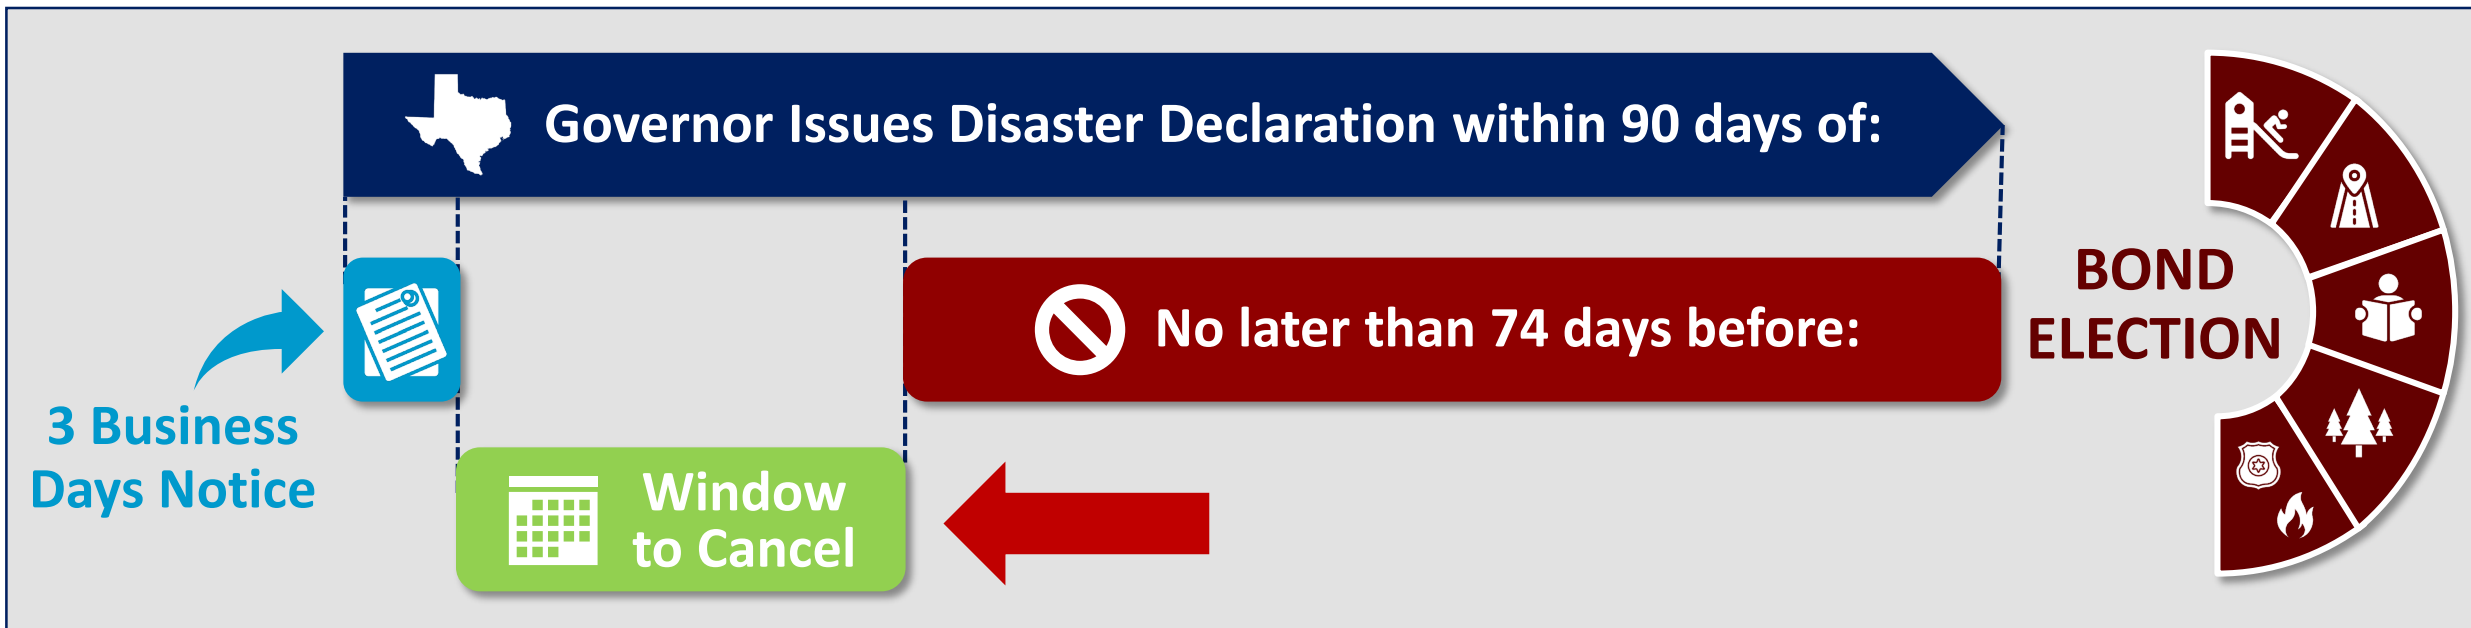 Governor Issues Disaster Declaration within 90 days of:
No later than 74 days before:
BOND
ELECTION
3 Business
Days Notice
Window
to Cancel